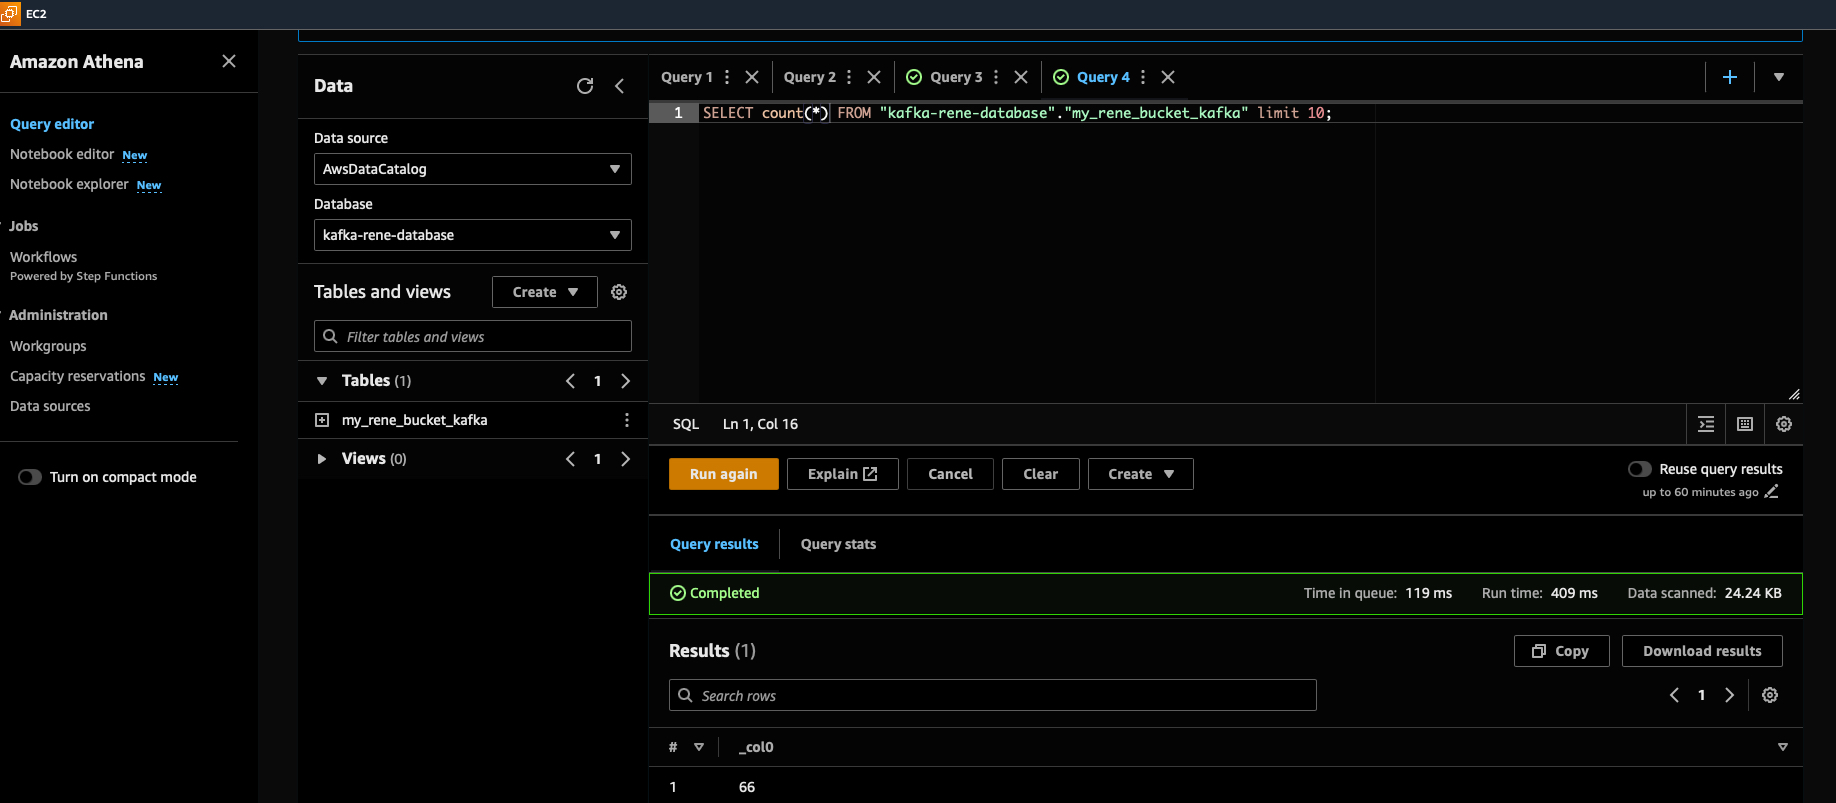 EC2
Amazon Athena
Query editor
Notebook editor New
Notebook explorer New
Jobs
Workflows
Powered by Step Functions
Administration
Workgroups
Capacity reservations New
Data sources
Turn on compact mode
Data
Data source
AwsDataCatalog
Database
kafka-rene-database
Tables and views
Create
Filter tables and views
Tables (1)
1
my_rene_bucket_kafka
Views (0)
1
Query 1
Query 2
Query 3
Query 4
1 SELECT count(*) FROM "kafka-rene-database"."my_rene_bucket_kafka" limit 10;
SQL Ln 1, Col 16
Run again
Explain
Cancel
Clear
Create
Reuse query results
up to 60 minutes ago
Query results
Query stats
Completed
Time in queue: 119 ms Run time: 409 ms Data scanned: 24.24 KB
Results (1)
Copy
Download results
Search rows
1
# _col0
1 66